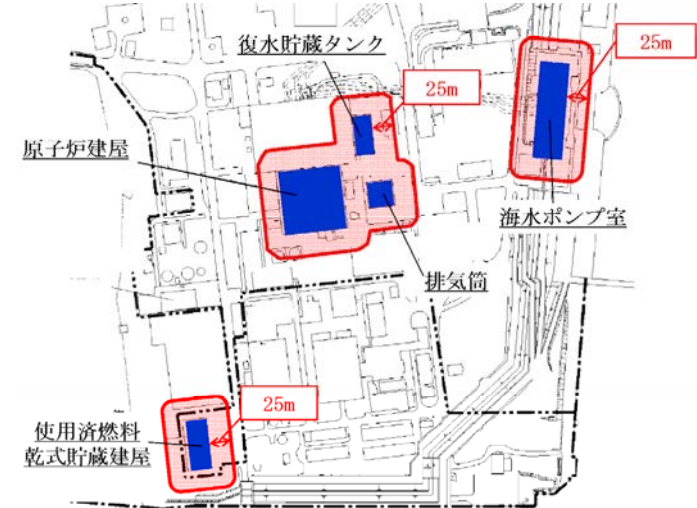 復水貯蔵タンク
25m
25m
原子炉建屋
海水ポンプ室
排気筒
25m
使用済燃料
乾式貯蔵建屋